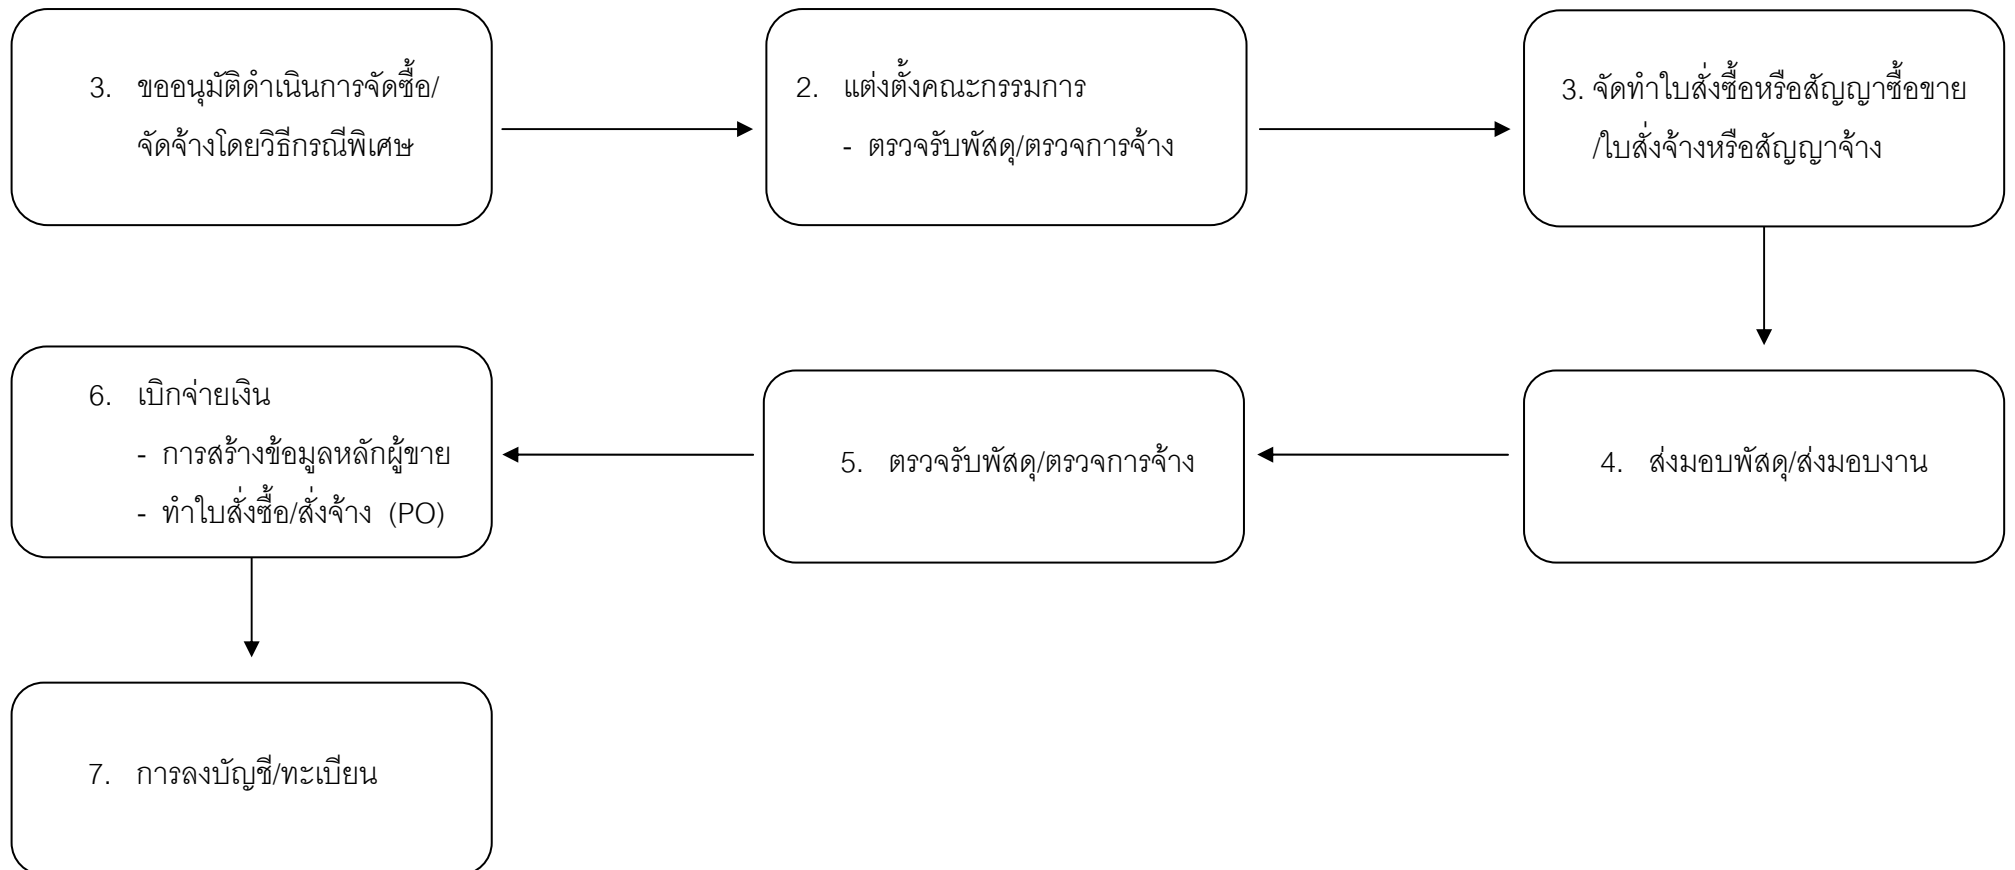 3. ขออนุมัติดำเนินการจัดซื้อ/
จัดจ้างโดยวิธีกรณีพิเศษ
2. แต่งตั้งคณะกรรมการ
- ตรวจรับพัสดุ/ตรวจการจ้าง
3. จัดทำใบสั่งซื้อหรือสัญญาซื้อขาย
/ใบสั่งจ้างหรือสัญญาจ้าง
4. ส่งมอบพัสดุ/ส่งมอบงาน
5. ตรวจรับพัสดุ/ตรวจการจ้าง
6. เบิกจ่ายเงิน
- การสร้างข้อมูลหลักผู้ขาย
- ทำใบสั่งซื้อ/สั่งจ้าง (PO)
7. การลงบัญชี/ทะเบียน